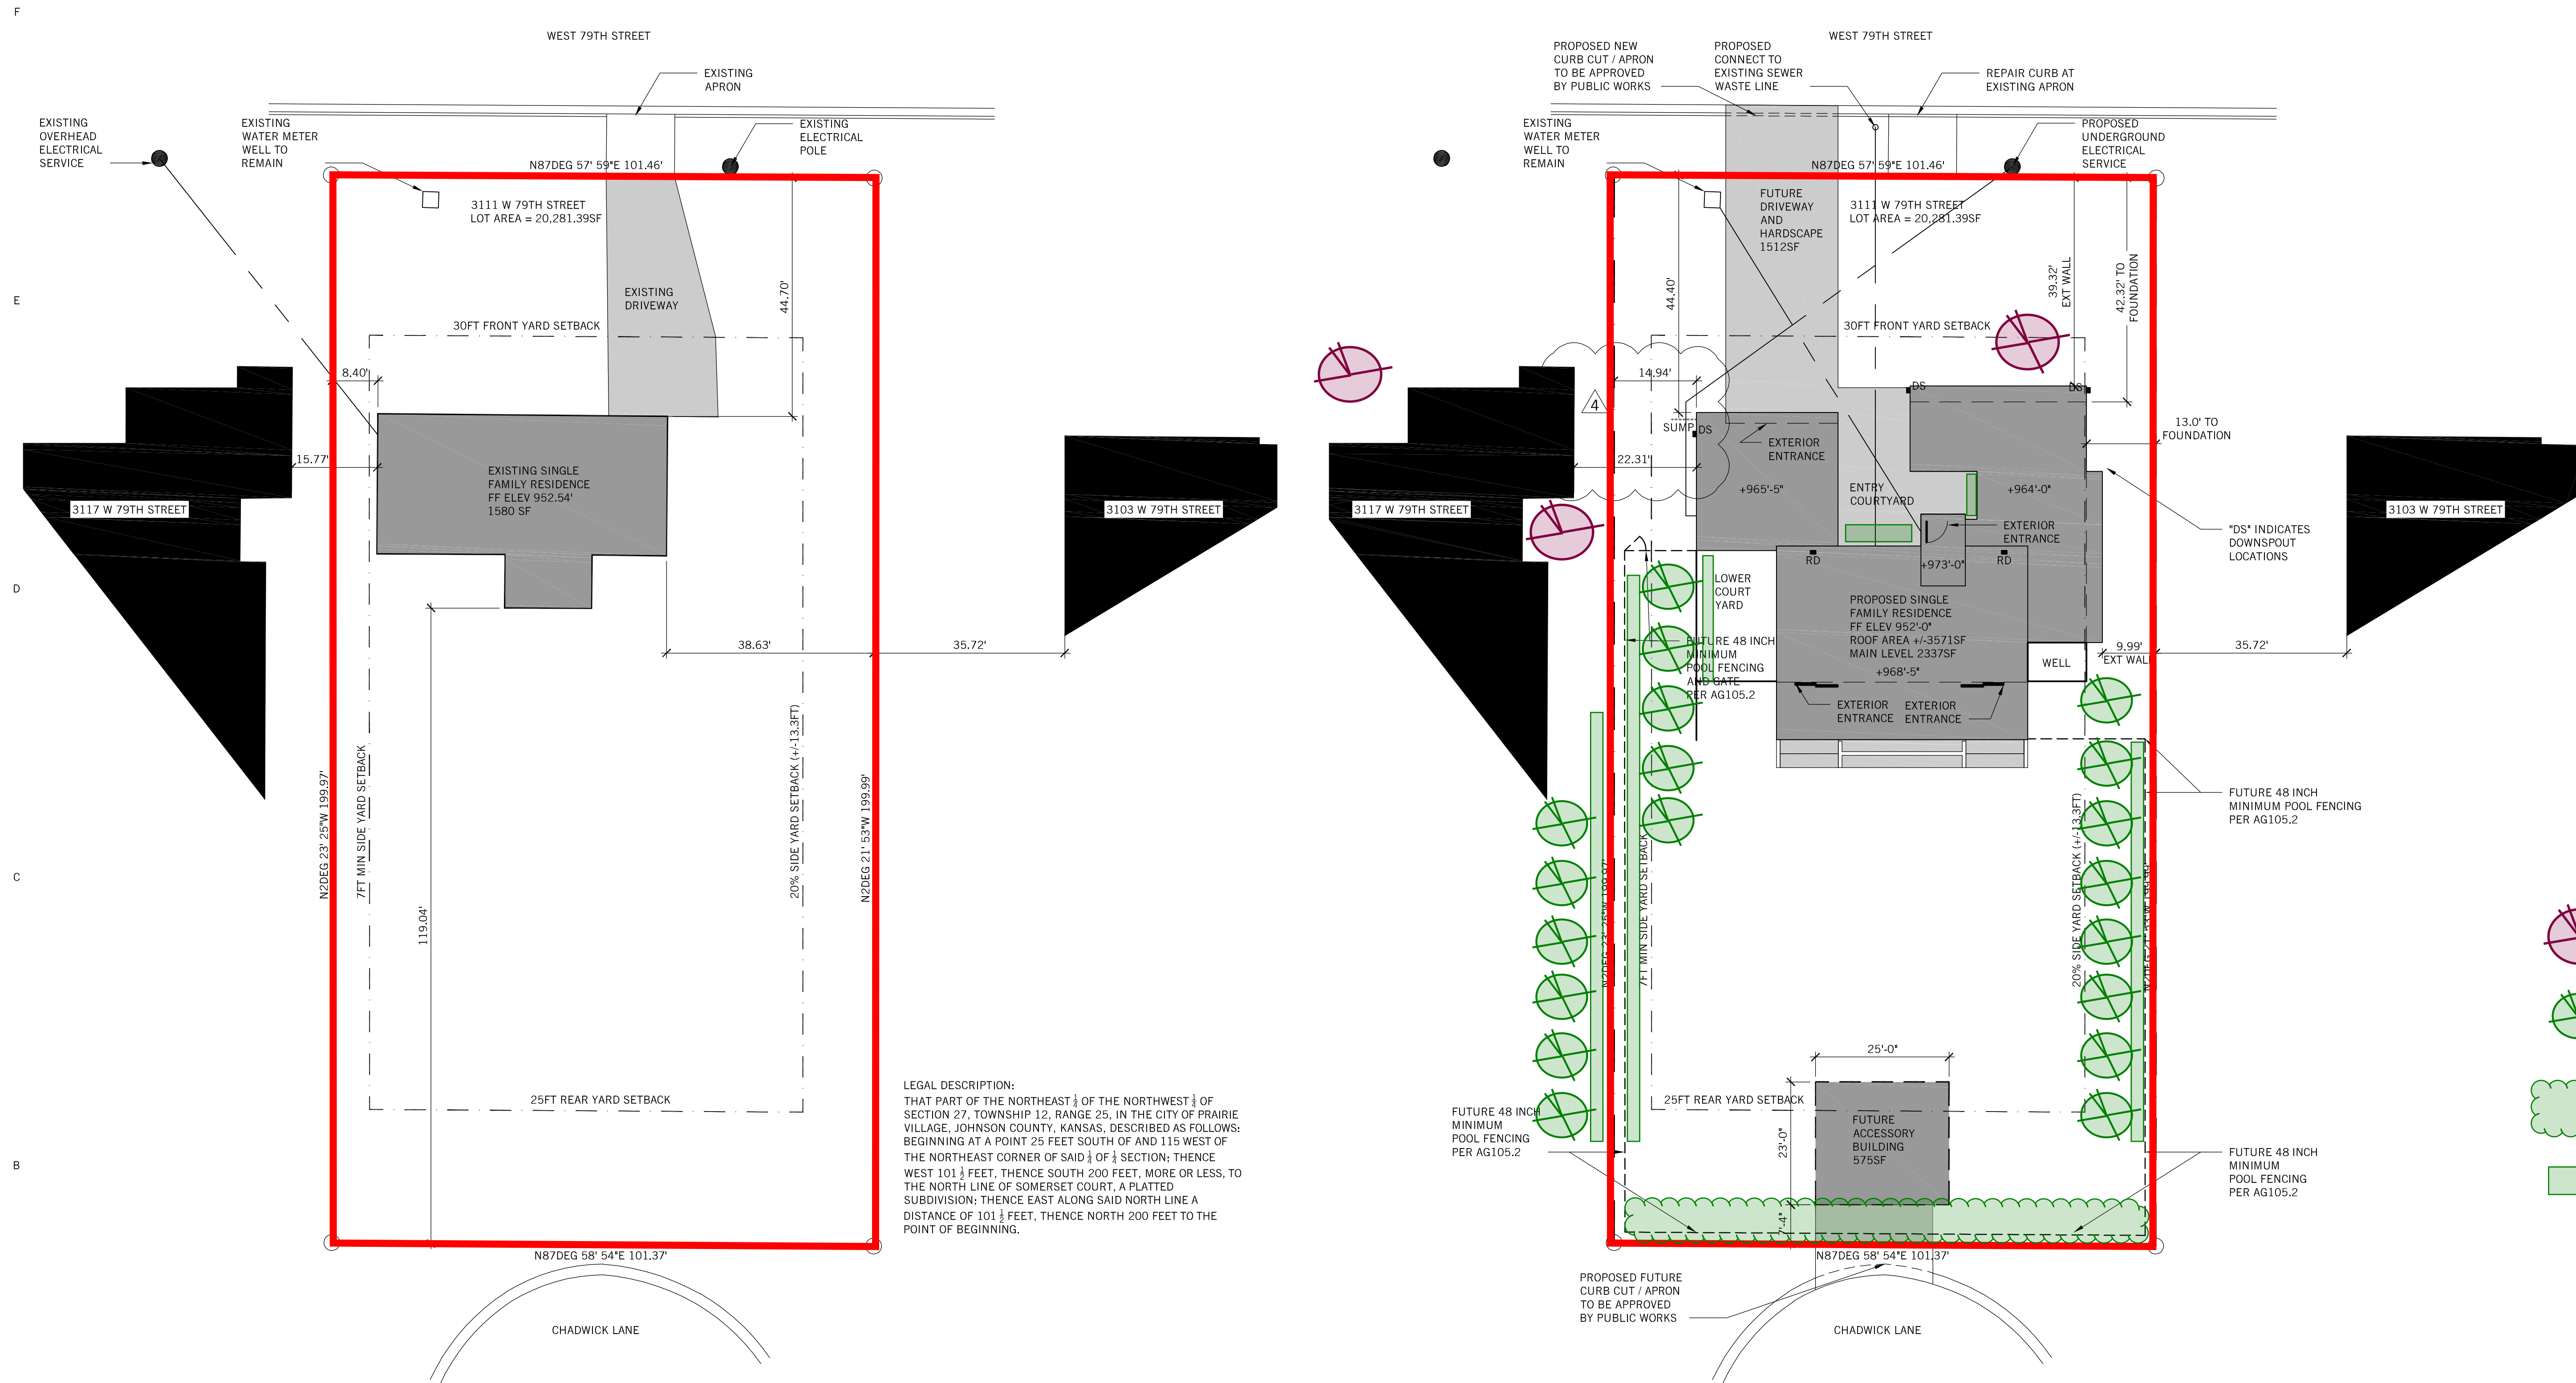 F
E
D
C
B
WEST 79TH STREET
EXISTING
APRON
EXISTING
OVERHEAD
ELECTRICAL
SERVICE
EXISTING
WATER METER
WELL TO
REMAIN
EXISTING
ELECTRICAL
POLE
N87DEG 57' 59"E 101.46'
3111 W 79TH STREET
LOT AREA = 20,281.39SF
EXISTING
DRIVEWAY
44.70'
30FT FRONT YARD SETBACK
8.40'
15.77'
EXISTING SINGLE
FAMILY RESIDENCE
FF ELEV 952.54'
1580 SF
3117 W 79TH STREET
3103 W 79TH STREET
38.63'
35.72'
N2DEG 23' 25"W 199.97'
7FT MIN SIDE YARD SETBACK
119.04'
20% SIDE YARD SETBACK (+/-13.3FT)
N2DEG 21' 53"W 199.99'
25FT REAR YARD SETBACK
N87DEG 58' 54"E 101.37'
CHADWICK LANE
LEGAL DESCRIPTION:
THAT PART OF THE NORTHEAST 1/4 OF THE NORTHWEST 1/4 OF
SECTION 27, TOWNSHIP 12, RANGE 25, IN THE CITY OF PRAIRIE
VILLAGE, JOHNSON COUNTY, KANSAS, DESCRIBED AS FOLLOWS:
BEGINNING AT A POINT 25 FEET SOUTH OF AND 115 WEST OF
THE NORTHEAST CORNER OF SAID 1/4 OF 1/4 SECTION; THENCE
WEST 101 1/2 FEET, THENCE SOUTH 200 FEET, MORE OR LESS, TO
THE NORTH LINE OF SOMERSET COURT, A PLATTED
SUBDIVISION; THENCE EAST ALONG SAID NORTH LINE A
DISTANCE OF 101 1/2 FEET, THENCE NORTH 200 FEET TO THE
POINT OF BEGINNING.
WEST 79TH STREET
PROPOSED NEW
CURB CUT / APRON
TO BE APPROVED
BY PUBLIC WORKS
PROPOSED
CONNECT TO
EXISTING SEWER
WASTE LINE
REPAIR CURB AT
EXISTING APRON
EXISTING
WATER METER
WELL TO
REMAIN
PROPOSED
UNDERGROUND
ELECTRICAL
SERVICE
N87DEG 57' 59"E 101.46'
FUTURE
DRIVEWAY
AND
HARDSCAPE
1512SF
3111 W 79TH STREET
LOT AREA = 20,281.39SF
44.40'
39.32'
EXT WALL
42.32' TO
FOUNDATION
30FT FRONT YARD SETBACK
14.94'
4
DS
DS
SUMP
DS
EXTERIOR
ENTRANCE
13.0' TO
FOUNDATION
22.31'
+965'-5"
ENTRY
COURTYARD
+964'-0"
3117 W 79TH STREET
3103 W 79TH STREET
EXTERIOR
ENTRANCE
"DS" INDICATES
DOWNSPOUT
LOCATIONS
RD
RD
+973'-0"
LOWER
COURT
YARD
PROPOSED SINGLE
FAMILY RESIDENCE
FF ELEV 952'-0"
ROOF AREA +/-3571SF
MAIN LEVEL 2337SF
+968'-5"
FUTURE 48 INCH
MINIMUM
POOL FENCING
AND GATE
PER AG105.2
WELL
9.99'
EXT WALL
35.72'
EXTERIOR
ENTRANCE
EXTERIOR
ENTRANCE
FUTURE 48 INCH
MINIMUM POOL FENCING
PER AG105.2
N2DEG 23' 25"W 199.97'
7FT MIN SIDE YARD SETBACK
20% SIDE YARD SETBACK (+/-13.3FT)
N2DEG 21' 53"W 199.99'
25'-0"
25FT REAR YARD SETBACK
23'-0"
FUTURE
ACCESSORY
BUILDING
575SF
FUTURE 48 INCH
MINIMUM
POOL FENCING
PER AG105.2
FUTURE 48 INCH
MINIMUM
POOL FENCING
PER AG105.2
7'-4"
N87DEG 58' 54"E 101.37'
PROPOSED FUTURE
CURB CUT / APRON
TO BE APPROVED
BY PUBLIC WORKS
CHADWICK LANE